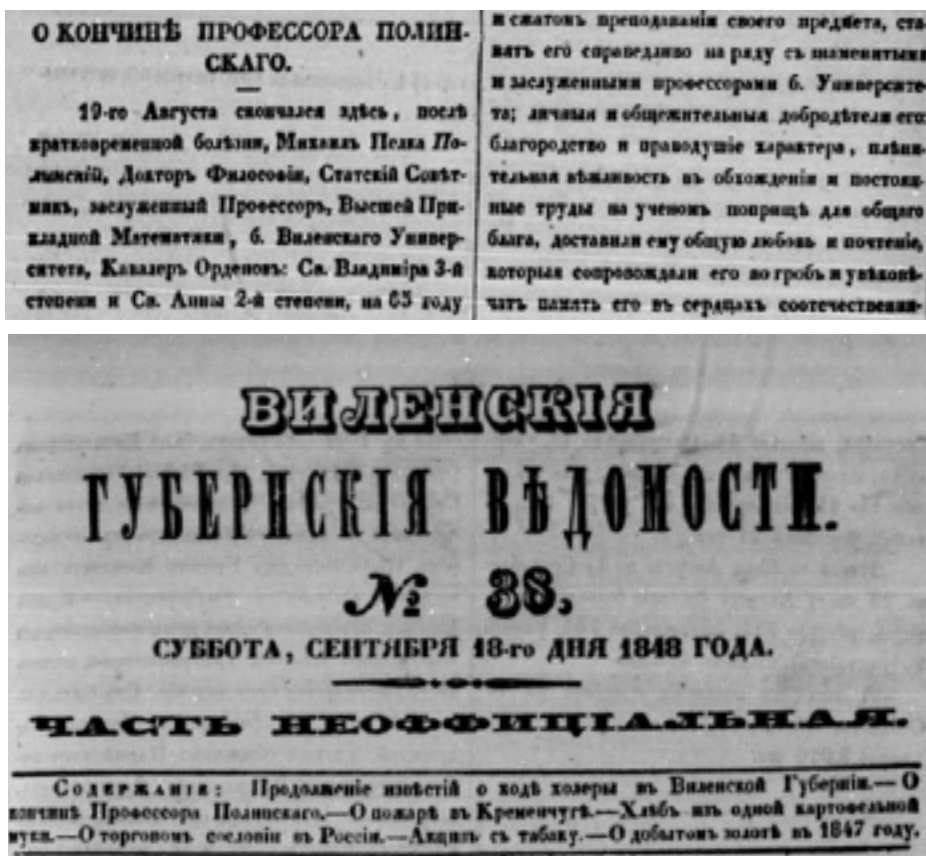 О КОНЧИНѢ ПРОФЕССОРА ПОЛИН-
СКАГО.
19-го Августа скончался здѣсь, послѣ
кратковременной болѣзни, Михаилъ Пелка По-
линскій, Докторъ Философіи, Статскій Совѣт-
никъ, заслуженный Профессоръ, Высшей При-
кладной Математики, б. Виленскаго Универ-
ситета, Кавалеръ Орденовъ: Св. Владиміра 3-й
степени и Св. Анны 2-й степени, на 65 году
и сжатомъ преподаваніи своего предмета, ста-
вятъ его справедливо на ряду съ знаменитыми
и заслуженными профессорами б. Университе-
та; личныя и общежительныя добродѣтели его:
благородство и праводушіе характера, плѣни-
тельная вѣжливость въ обхожденіи и постоян-
ные труды на ученомъ поприщѣ для общаго
блага, доставили ему общую любовь и почтеніе,
которыя сопровождали его во гробъ и увѣковѣ-
чатъ память его въ сердцахъ соотечественни-
ВИЛЕНСКІЯ
ГУБЕРНСКІЯ ВѢДОМОСТИ.
№ 38,
СУББОТА, СЕНТЯБРЯ 18-го ДНЯ 1848 ГОДА.
ЧАСТЬ НЕОФФИЦІАЛЬНАЯ.
Содержаніе: Продолженіе извѣстій о ходѣ холеры въ Виленской Губерніи.—О
кончинѣ Профессора Полинскаго.—О пожарѣ въ Кременчугѣ.—Хлѣбъ изъ одной картофельной
муки.—О торговомъ сословіи въ Россіи.—Акцизъ съ табаку.—О добытомъ золотѣ въ 1847 году.